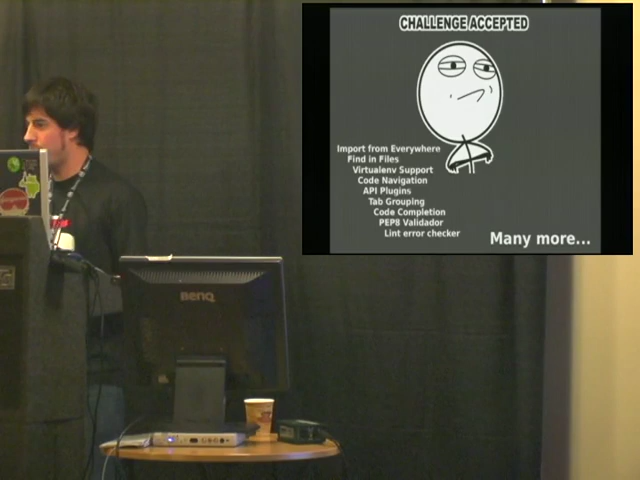 CHALLENGE ACCEPTED
Import from Everywhere
Find in Files
Virtualenv Support
Code Navigation
API Plugins
Tab Grouping
Code Completion
PEP8 Validador
Lint error checker
Many more...
BenQ